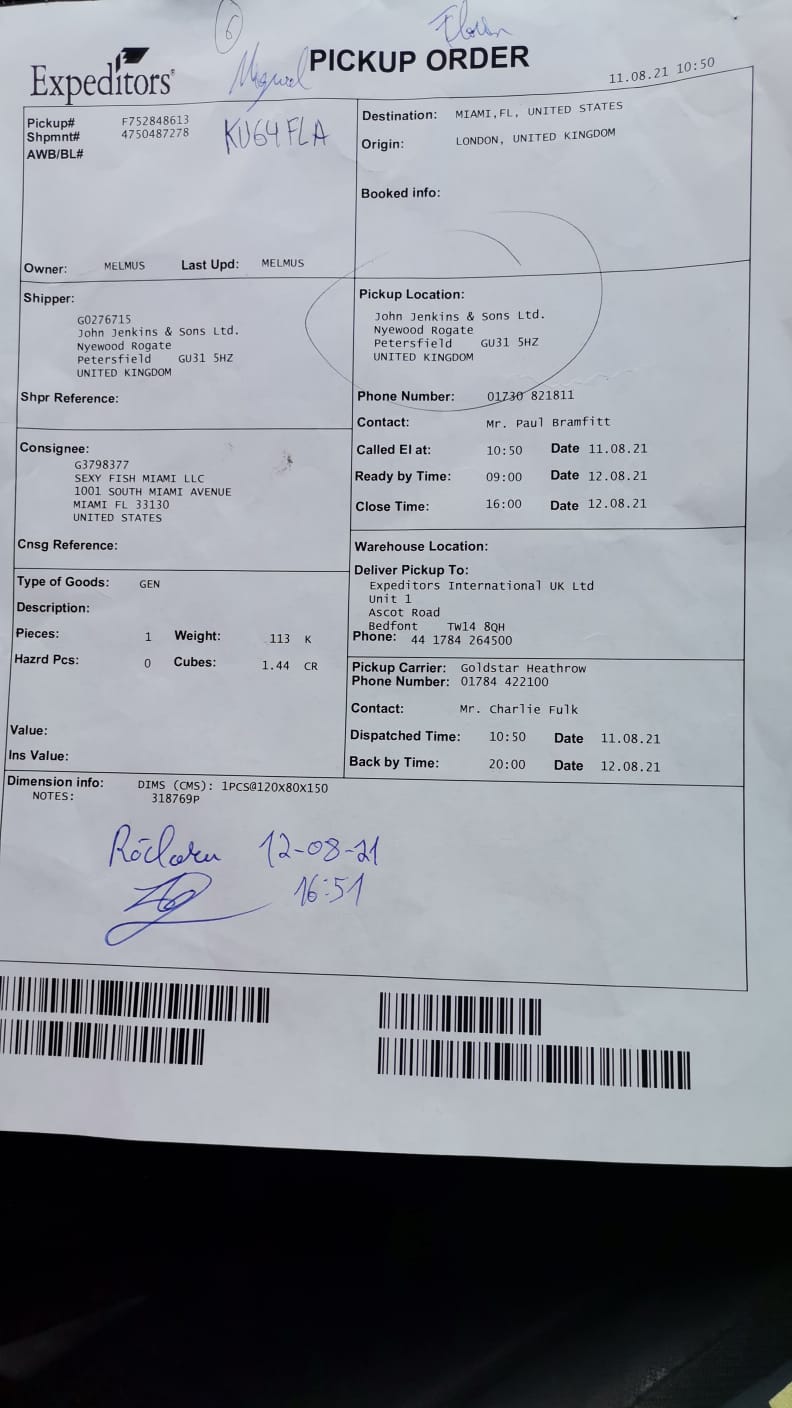 6
Miguel
PICKUP ORDER
Expeditors
11.08.21 10:50
Pickup# F752848613
Shpmnt# 4750487278
AWB/BL#
KU64FLA
Destination: MIAMI,FL, UNITED STATES
Origin: LONDON, UNITED KINGDOM
Booked info:
Owner: MELMUS Last Upd: MELMUS
Shipper:
G0276715
John Jenkins & Sons Ltd.
Nyewood Rogate
Petersfield GU31 5HZ
UNITED KINGDOM
Shpr Reference:
Pickup Location:
John Jenkins & Sons Ltd.
Nyewood Rogate
Petersfield GU31 5HZ
UNITED KINGDOM
Phone Number: 01730 821811
Contact: Mr. Paul Bramfitt
Called EI at: 10:50 Date 11.08.21
Ready by Time: 09:00 Date 12.08.21
Close Time: 16:00 Date 12.08.21
Consignee:
G3798377
SEXY FISH MIAMI LLC
1001 SOUTH MIAMI AVENUE
MIAMI FL 33130
UNITED STATES
Cnsg Reference:
Warehouse Location:
Deliver Pickup To:
Expeditors International UK Ltd
Unit 1
Ascot Road
Bedfont TW14 8QH
Phone: 44 1784 264500
Type of Goods: GEN
Description:
Pieces: 1 Weight: 113 K
Hazrd Pcs: 0 Cubes: 1.44 CR
Value:
Ins Value:
Pickup Carrier: Goldstar Heathrow
Phone Number: 01784 422100
Contact: Mr. Charlie Fulk
Dispatched Time: 10:50 Date 11.08.21
Back by Time: 20:00 Date 12.08.21
Dimension info: DIMS (CMS): 1PCS@120X80X150
NOTES: 318769P
12-08-21
16:51